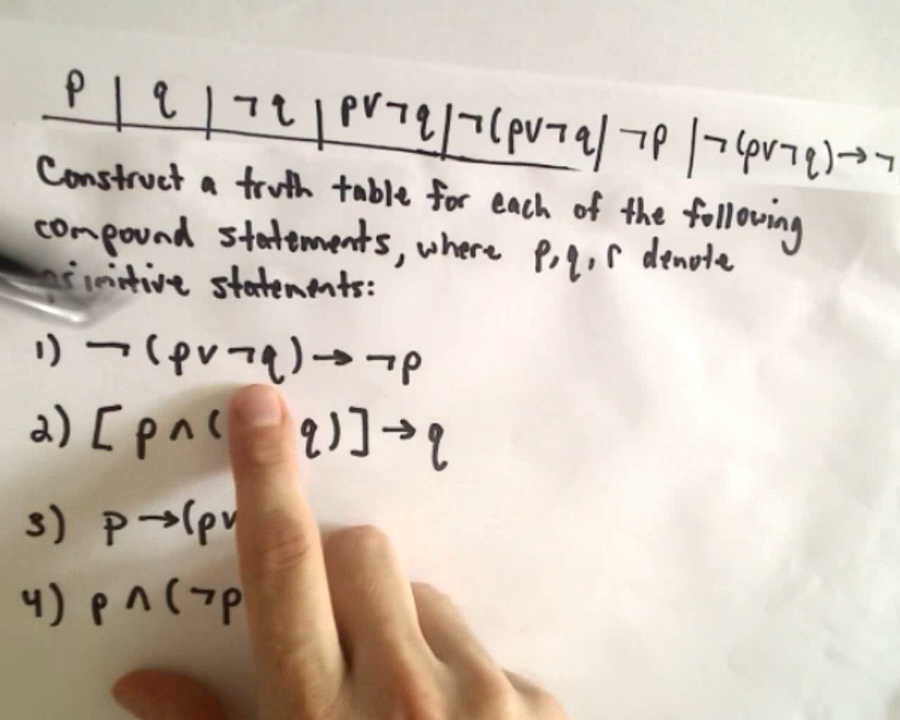 p | q | ¬q | p∨¬q | ¬(p∨¬q | ¬p | ¬(p∨¬q)→¬
Construct a truth table for each of the following
compound statements, where p,q,r denote
primitive statements:
1) ¬(p∨¬q)→¬p
2) [p∧( q)]→q
3) p→(p∨
4) p∧(¬p